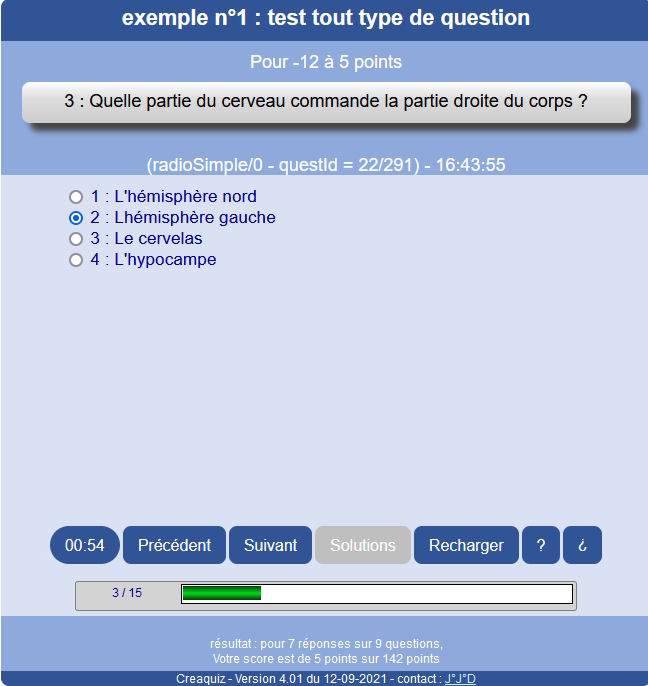 exemple n°1 : test tout type de question
Pour -12 à 5 points
3 : Quelle partie du cerveau commande la partie droite du corps ?
(radioSimple/0 - questId = 22/291) - 16:43:55
1 : L'hémisphère nord
2 : Lhémisphère gauche
3 : Le cervelas
4 : L'hypocampe
00:54 Précédent Suivant Solutions Recharger ? ¿
3 / 15
résultat : pour 7 réponses sur 9 questions,
Votre score est de 5 points sur 142 points
Creaquiz - Version 4.01 du 12-09-2021 - contact : J°J°D